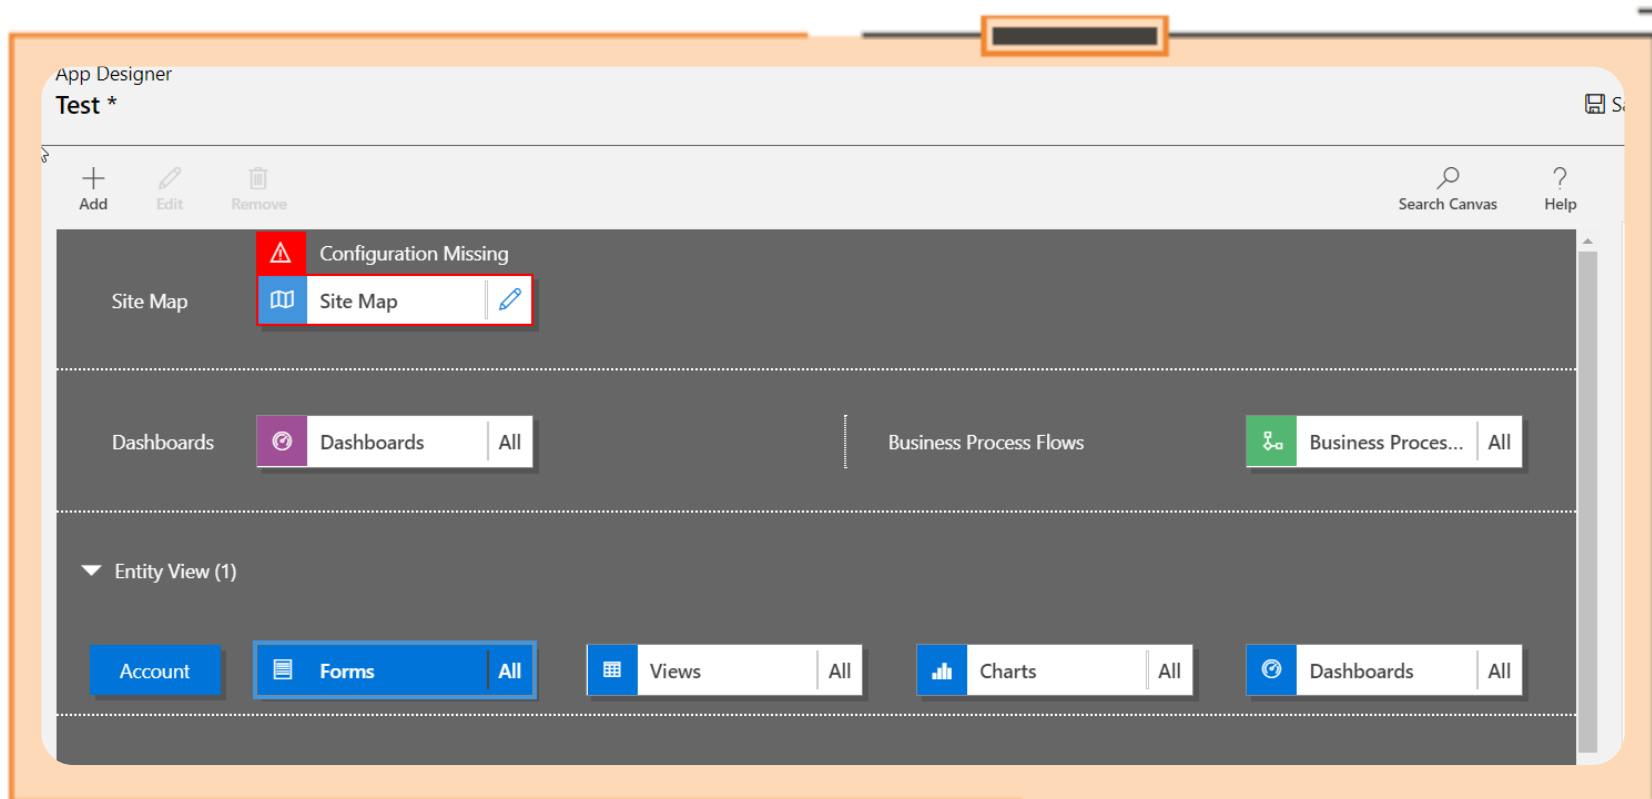 App Designer
Test *
Add
Edit
Remove
Search Canvas
Help
Configuration Missing
Site Map
Site Map
Dashboards
Dashboards
All
Business Process Flows
Business Proces...
All
Entity View (1)
Account
Forms
All
Views
All
Charts
All
Dashboards
All